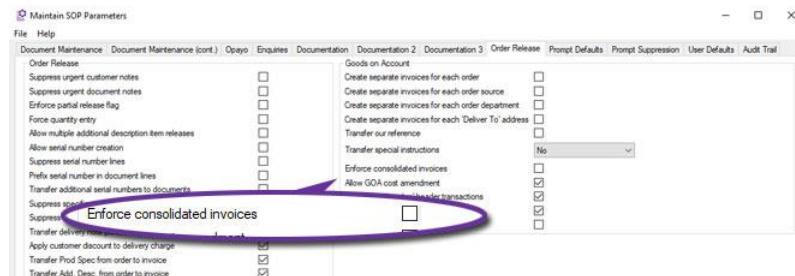 Maintain SOP Parameters
File Help
Document Maintenance Document Maintenance (cont.) Opayo Enquiries Documentation Documentation 2 Documentation 3 Order Release Prompt Defaults Prompt Suppression User Defaults Audit Trail
Order Release
Suppress urgent customer notes
Suppress urgent document notes
Enforce partial release flag
Force quantity entry
Allow multiple additional description item releases
Allow serial number creation
Suppress serial number lines
Prefix serial number in document lines
Transfer additional serial numbers to documents
Suppress
Suppress
Transfer delivery note
Apply customer discount to delivery charge
Transfer Prod Spec from order to invoice
Transfer Add. Desc. from order to invoice
Goods on Account
Create separate invoices for each order
Create separate invoices for each order source
Create separate invoices for each order department
Create separate invoices for each 'Deliver To' address
Transfer our reference
Transfer special instructions No
Enforce consolidated invoices
Allow GOA cost amendment
header transactions
Enforce consolidated invoices